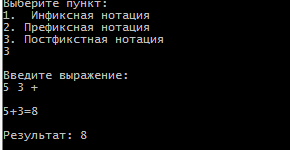 Выберите пункт:
1.  Инфиксная нотация
2. Префиксная нотация
3. Постфикстная нотация
3
Введите выражение:
5 3 +
5+3=8
Результат: 8